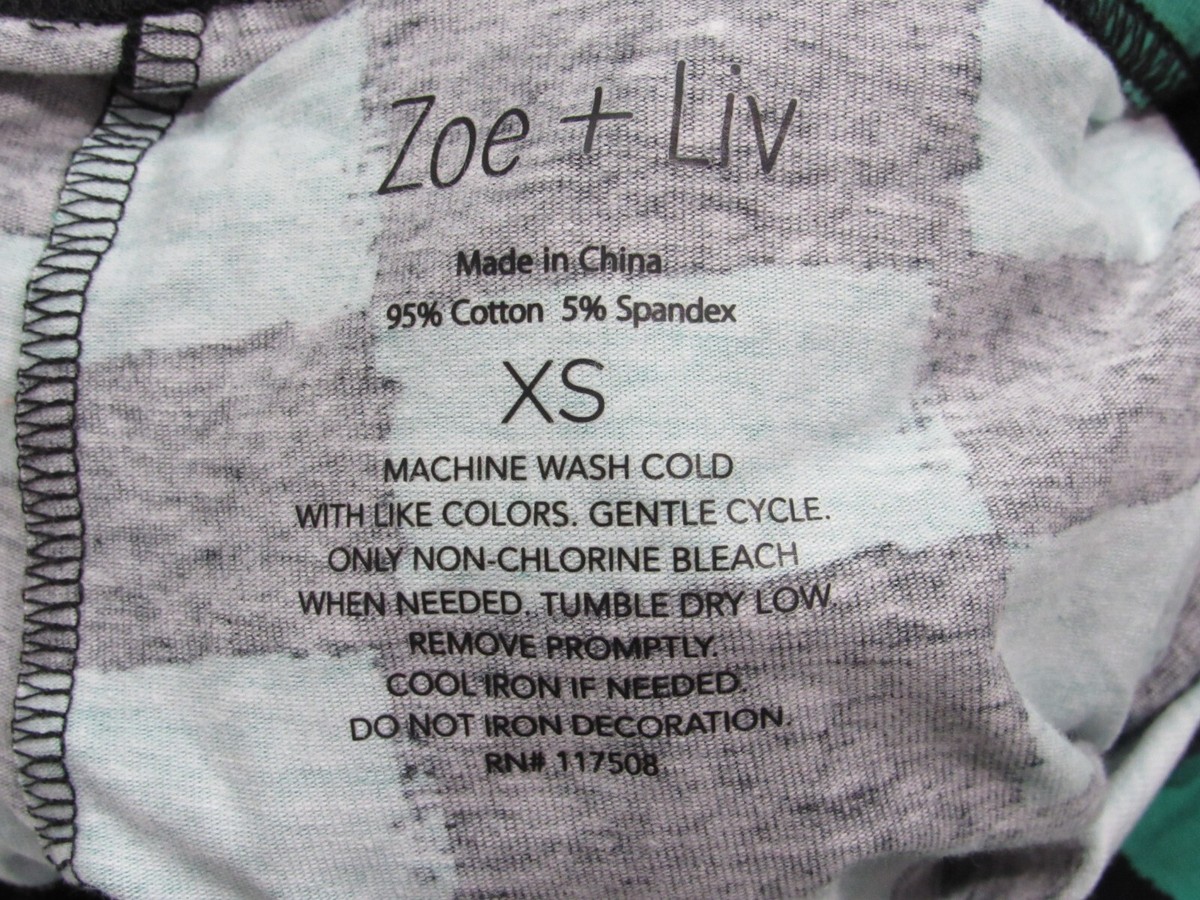 Zoe + Liv
Made in China
95% Cotton 5% Spandex
XS
MACHINE WASH COLD
WITH LIKE COLORS. GENTLE CYCLE.
ONLY NON-CHLORINE BLEACH
WHEN NEEDED. TUMBLE DRY LOW.
REMOVE PROMPTLY.
COOL IRON IF NEEDED.
DO NOT IRON DECORATION.
RN# 117508